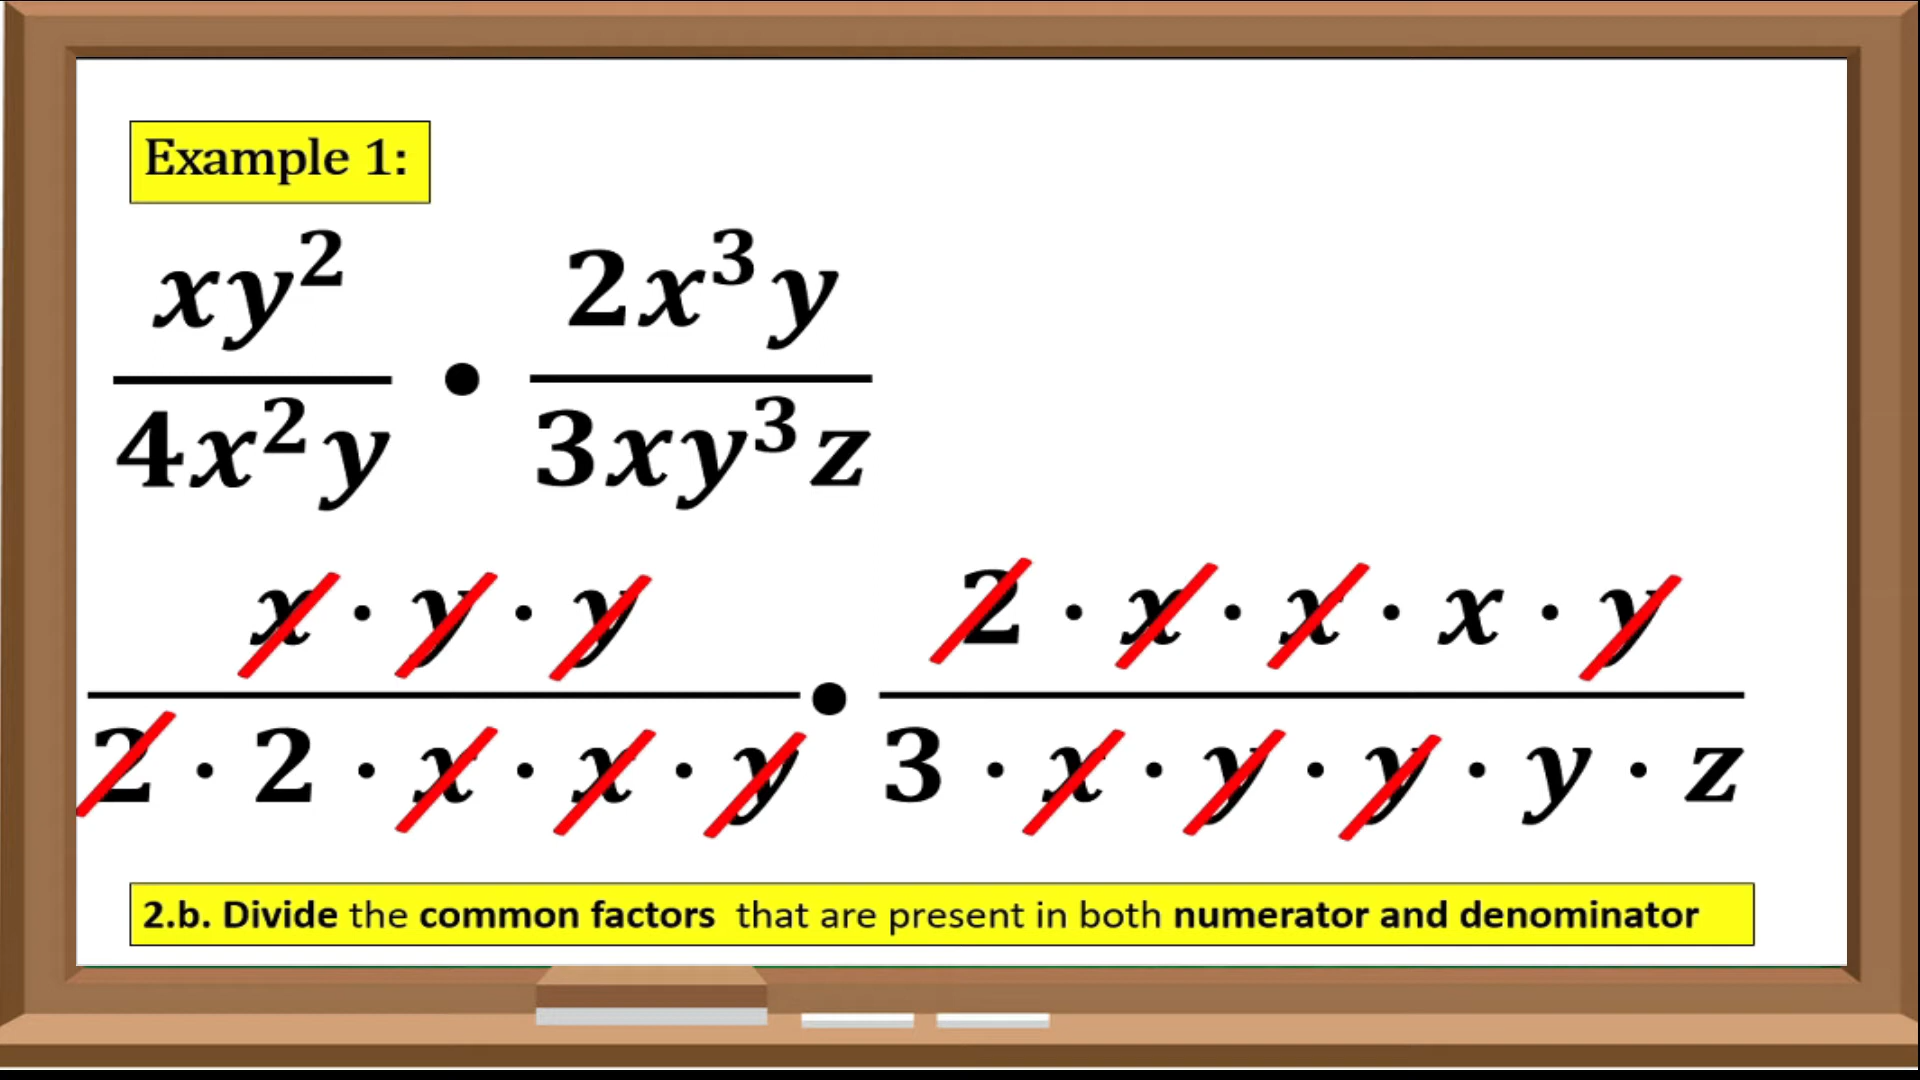 Example 1:
xy² / 4x²y • 2x³y / 3xy³z
x · y · y / 2 · 2 · x · x · y • 2 · x · x · x · y / 3 · x · y · y · y · z
2.b. Divide the common factors that are present in both numerator and denominator